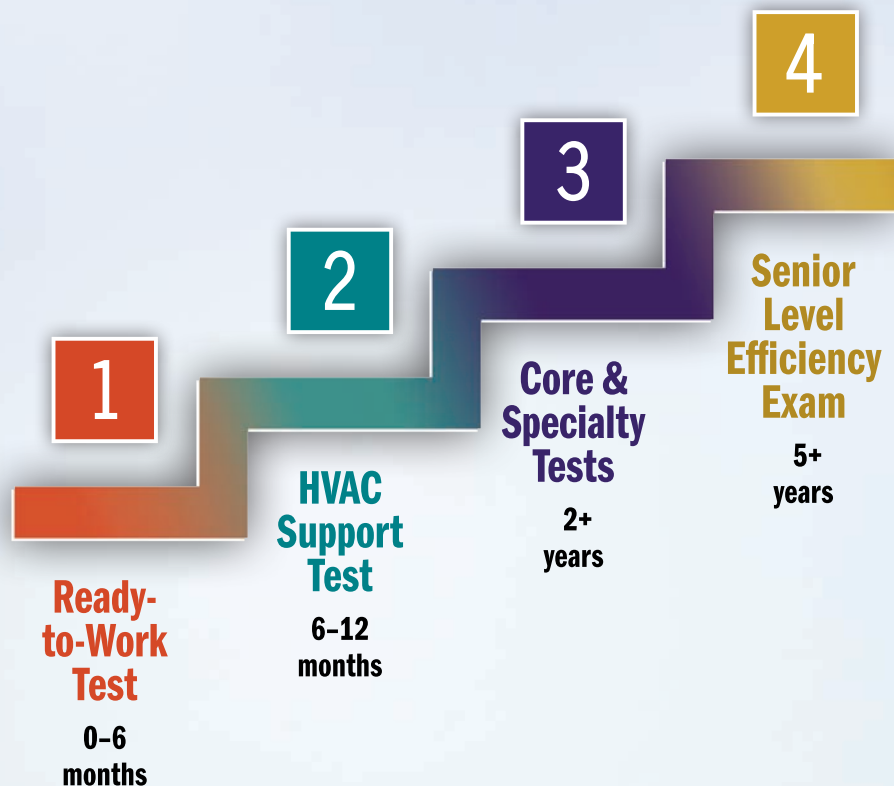 1
Ready-
to-Work
Test
0–6
months
2
HVAC
Support
Test
6–12
months
3
Core &
Specialty
Tests
2+
years
4
Senior
Level
Efficiency
Exam
5+
years